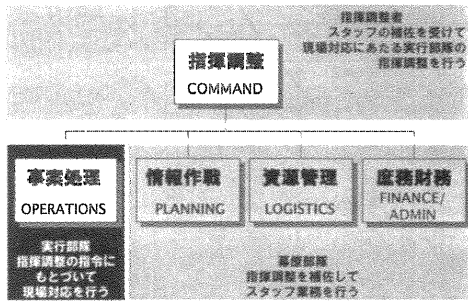 指揮調整者
スタッフの補佐を受けて
現場対応にあたる実行部隊の
指揮調整を行う
指揮調整
COMMAND
事案処理
OPERATIONS
情報作戦
PLANNING
資源管理
LOGISTICS
庶務財務
FINANCE/
ADMIN
実行部隊
指揮調整の指令に
もとづいて
現場対応を行う
幕僚部隊
指揮調整を補佐して
スタッフ業務を行う